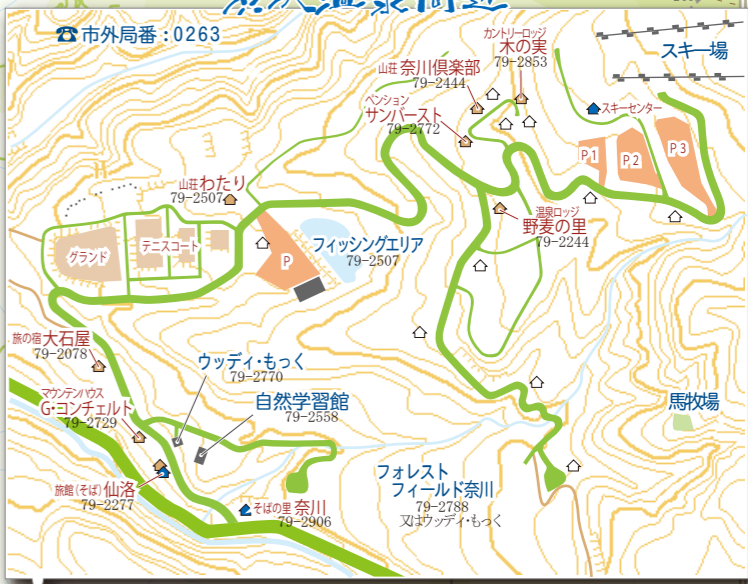 ☎市外局番：0263
カントリーロッジ
木の実
79-2853
スキー場
山荘 奈川倶楽部
79-2444
ペンション
サンバースト
79-2772
スキーセンター
P1
P2
P3
山荘わたり
79-2507
温泉ロッジ
野麦の里
79-2244
グランド
テニスコート
P
フィッシングエリア
79-2507
旅の宿 大石屋
79-2078
ウッディ・もっく
79-2770
マウンテンハウス
G・コンチェルト
79-2729
自然学習館
79-2558
馬牧場
旅館(そば) 仙洛
79-2277
そばの里 奈川
79-2906
フォレスト
フィールド奈川
79-2788
又はウッディ・もっく